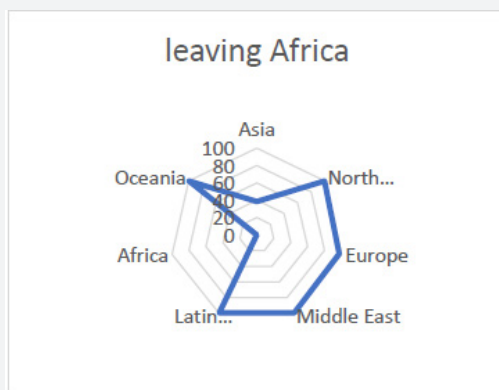 leaving Africa
Asia
100
80
60
40
20
0
North...
Europe
Middle East
Latin...
Africa
Oceania